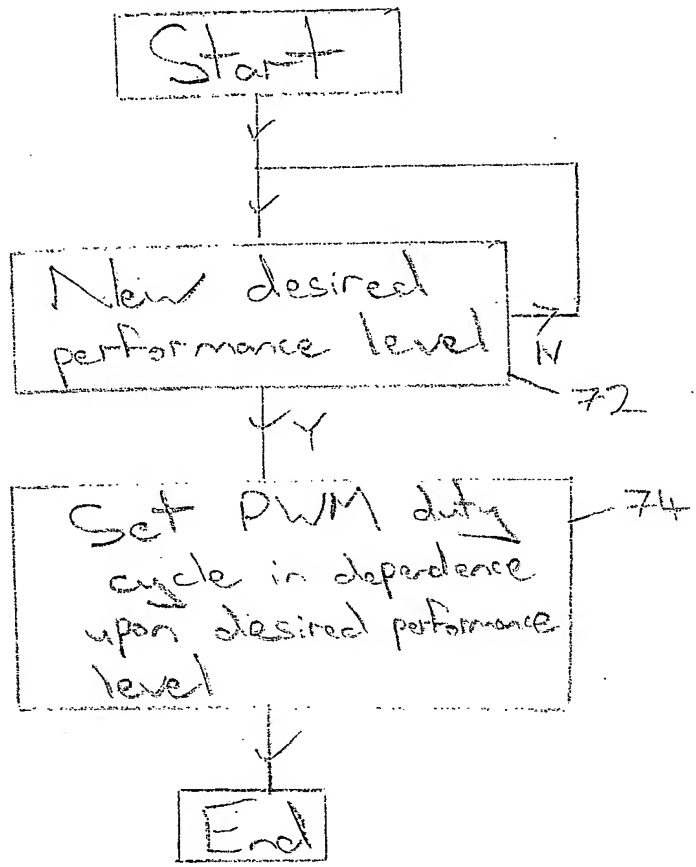 Start
New desired
performance level
N
72
Y
Set PWM duty
cycle in dependence
upon desired performance
level
74
End